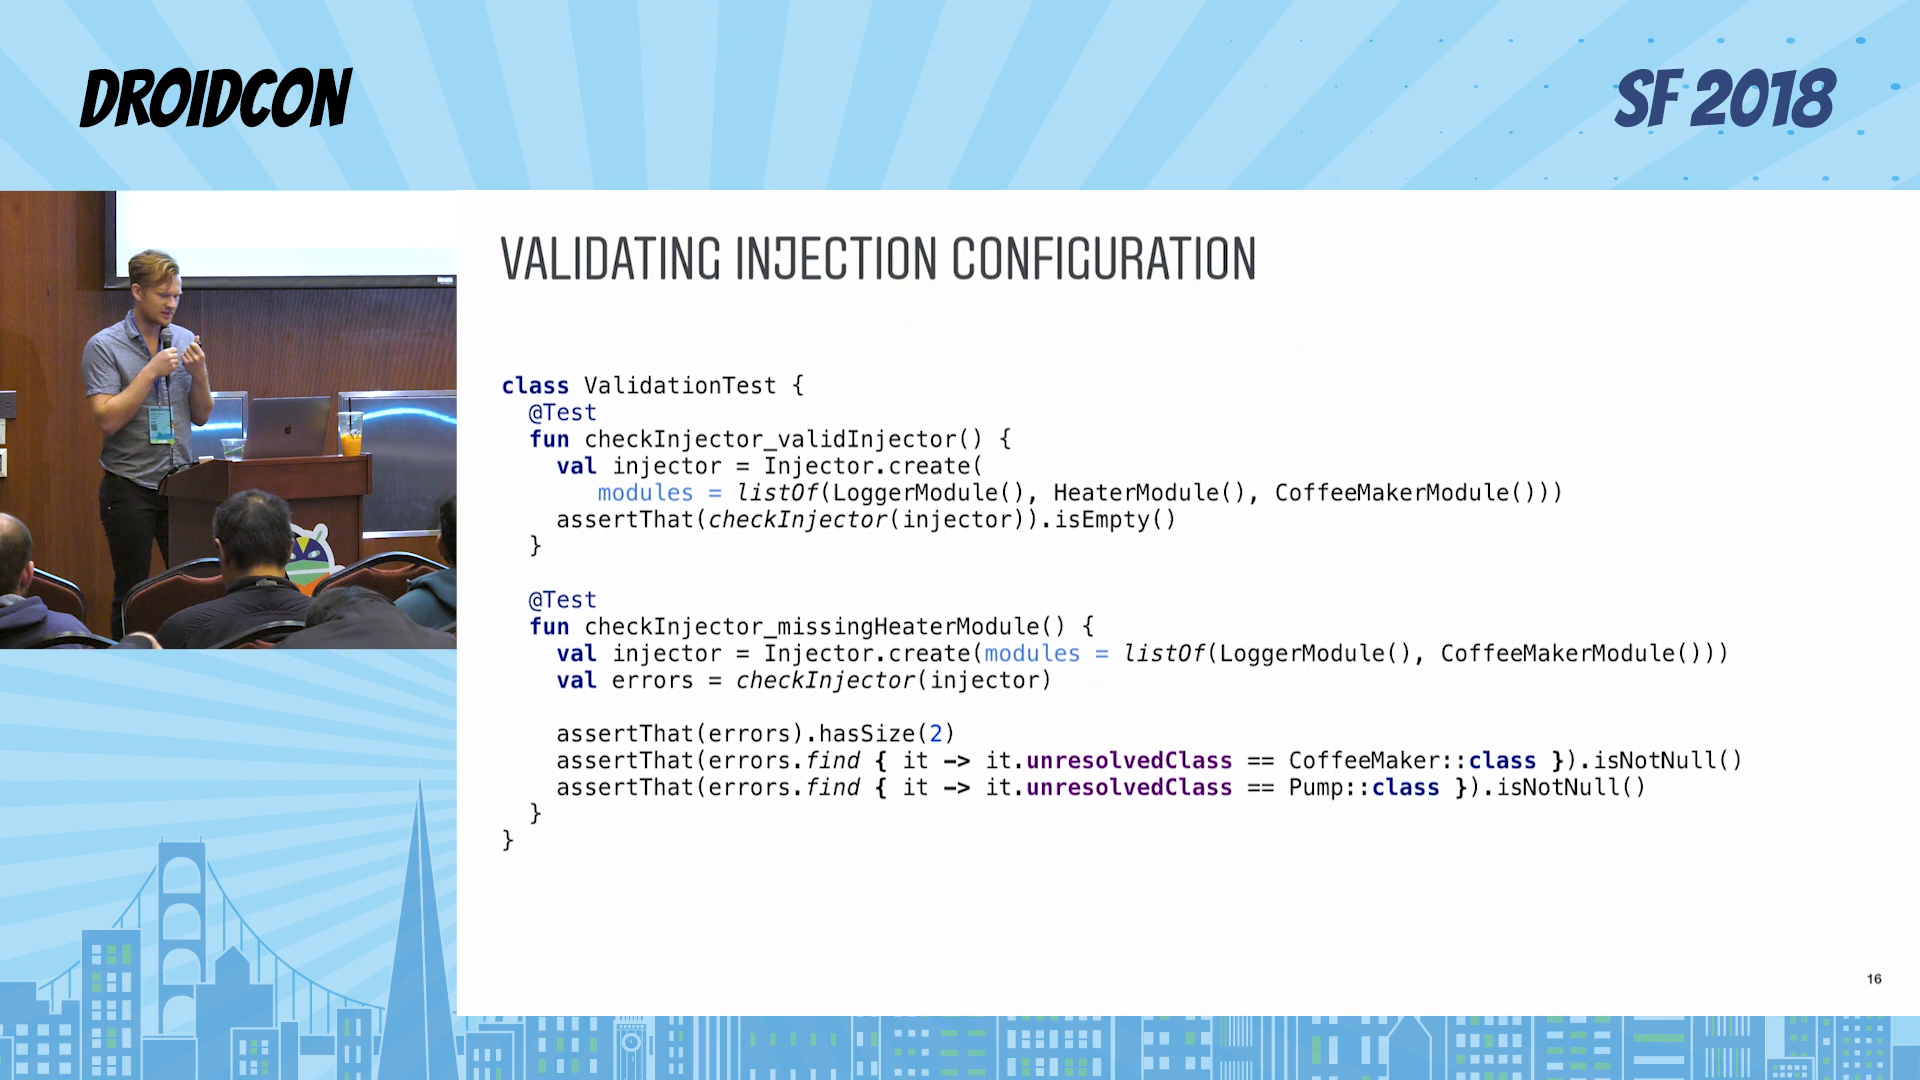 DROIDCON
SF 2018
VALIDATING INJECTION CONFIGURATION
class ValidationTest {
@Test
fun checkInjector_validInjector() {
val injector = Injector.create(
modules = listOf(LoggerModule(), HeaterModule(), CoffeeMakerModule()))
assertThat(checkInjector(injector)).isEmpty()
}
@Test
fun checkInjector_missingHeaterModule() {
val injector = Injector.create(modules = listOf(LoggerModule(), CoffeeMakerModule()))
val errors = checkInjector(injector)
assertThat(errors).hasSize(2)
assertThat(errors.find { it -> it.unresolvedClass == CoffeeMaker::class }).isNotNull()
assertThat(errors.find { it -> it.unresolvedClass == Pump::class }).isNotNull()
}
}
16